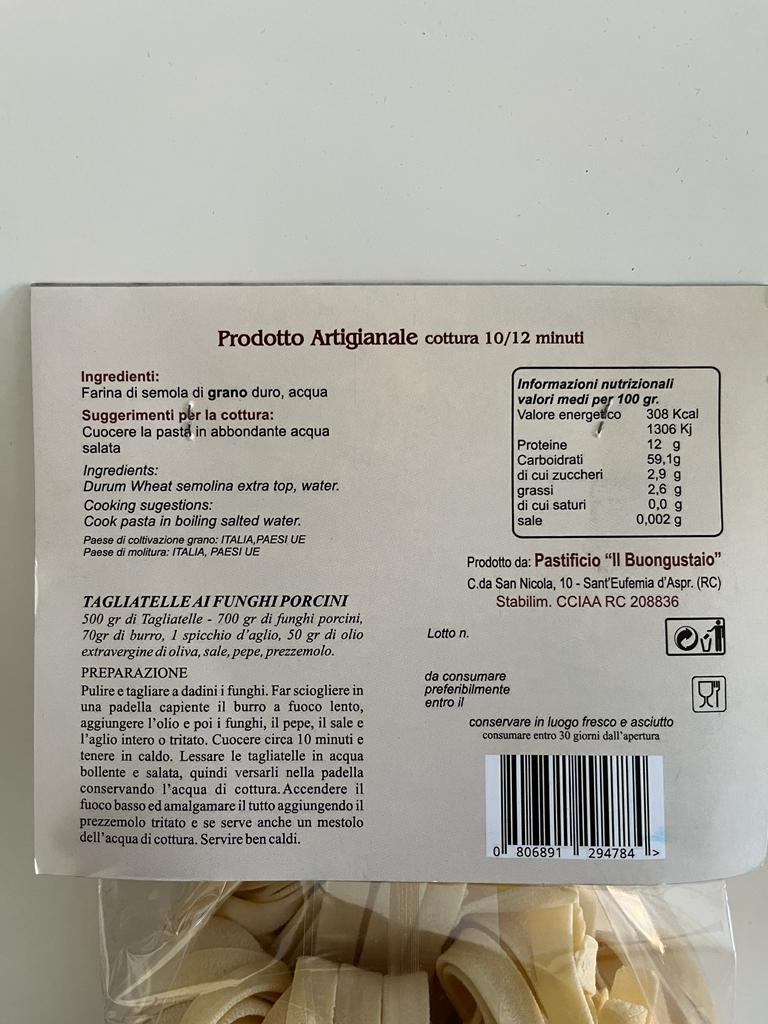 Prodotto Artigianale cottura 10/12 minuti
Ingredienti:
Farina di semola di grano duro, acqua
Suggerimenti per la cottura:
Cuocere la pasta in abbondante acqua
salata
Ingredients:
Durum Wheat semolina extra top, water.
Cooking sugestions:
Cook pasta in boiling salted water.
Paese di coltivazione grano: ITALIA,PAESI UE
Paese di molitura: ITALIA, PAESI UE
TAGLIATELLE AI FUNGHI PORCINI
500 gr di Tagliatelle - 700 gr di funghi porcini,
70gr di burro, 1 spicchio d'aglio, 50 gr di olio
extravergine di oliva, sale, pepe, prezzemolo.
PREPARAZIONE
Pulire e tagliare a dadini i funghi. Far sciogliere in
una padella capiente il burro a fuoco lento,
aggiungere l'olio e poi i funghi, il pepe, il sale e
l'aglio intero o tritato. Cuocere circa 10 minuti e
tenere in caldo. Lessare le tagliatelle in acqua
bollente e salata, quindi versarli nella padella
conservando l'acqua di cottura. Accendere il
fuoco basso ed amalgamare il tutto aggiungendo il
prezzemolo tritato e se serve anche un mestolo
dell'acqua di cottura. Servire ben caldi.
Informazioni nutrizionali
valori medi per 100 gr.
Valore energetico 308 Kcal
1306 Kj
Proteine 12 g
Carboidrati 59,1g
di cui zuccheri 2,9 g
grassi 2,6 g
di cui saturi 0,0 g
sale 0,002 g
Prodotto da: Pastificio "Il Buongustaio"
C.da San Nicola, 10 - Sant'Eufemia d'Aspr. (RC)
Stabilim. CCIAA RC 208836
Lotto n.
da consumare
preferibilmente
entro il
conservare in luogo fresco e asciutto
consumare entro 30 giorni dall'apertura
0 806891 294784 >